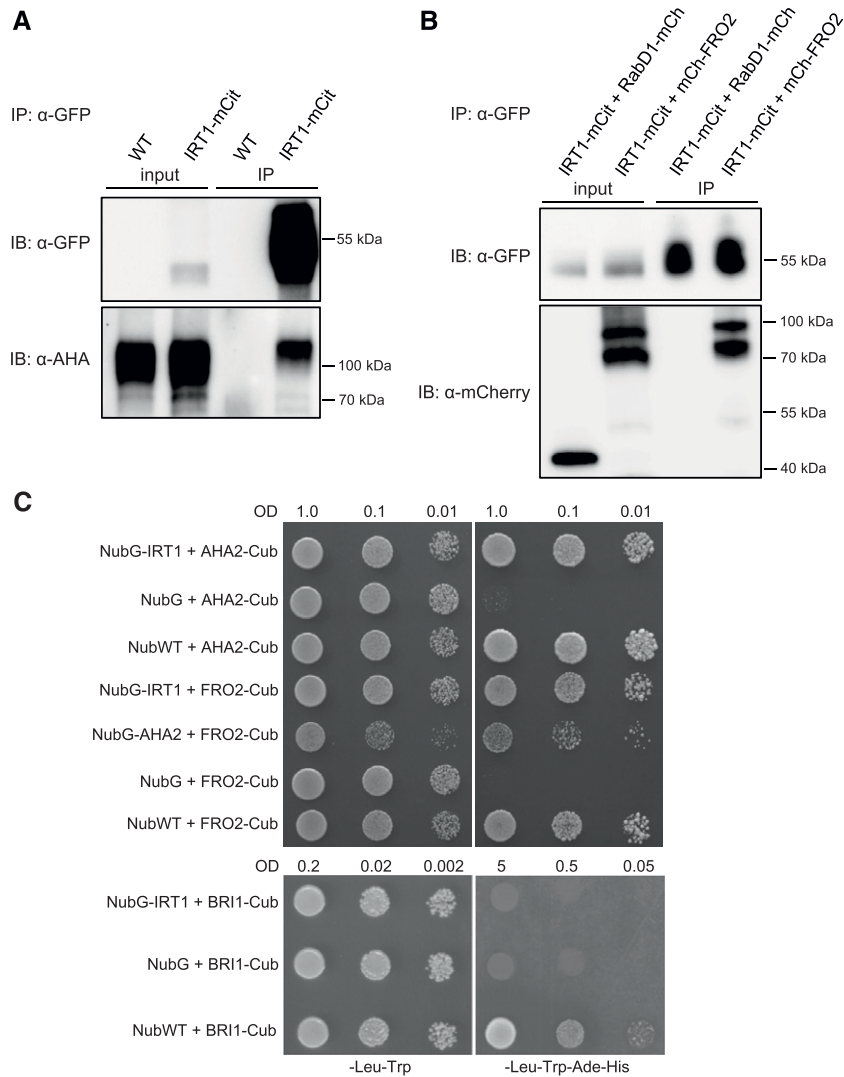 A
IP: α-GFP
WT
IRT1-mCit
WT
IRT1-mCit
input
IP
IB: α-GFP
55 kDa
IB: α-AHA
100 kDa
70 kDa
B
IP: α-GFP
IRT1-mCit + RabD1-mCh
IRT1-mCit + mCh-FRO2
IRT1-mCit + RabD1-mCh
IRT1-mCit + mCh-FRO2
input
IP
IB: α-GFP
55 kDa
IB: α-mCherry
100 kDa
70 kDa
55 kDa
40 kDa
C
OD 1.0 0.1 0.01 1.0 0.1 0.01
NubG-IRT1 + AHA2-Cub
NubG + AHA2-Cub
NubWT + AHA2-Cub
NubG-IRT1 + FRO2-Cub
NubG-AHA2 + FRO2-Cub
NubG + FRO2-Cub
NubWT + FRO2-Cub
OD 0.2 0.02 0.002 5 0.5 0.05
NubG-IRT1 + BRI1-Cub
NubG + BRI1-Cub
NubWT + BRI1-Cub
-Leu-Trp -Leu-Trp-Ade-His